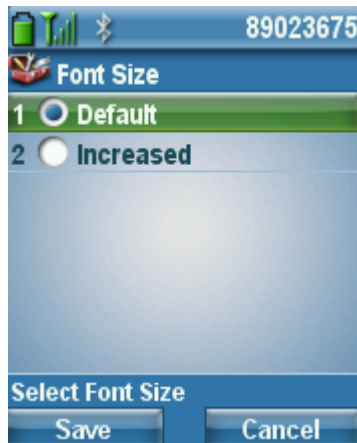 89023675
Font Size
1 Default
2 Increased
Select Font Size
Save Cancel